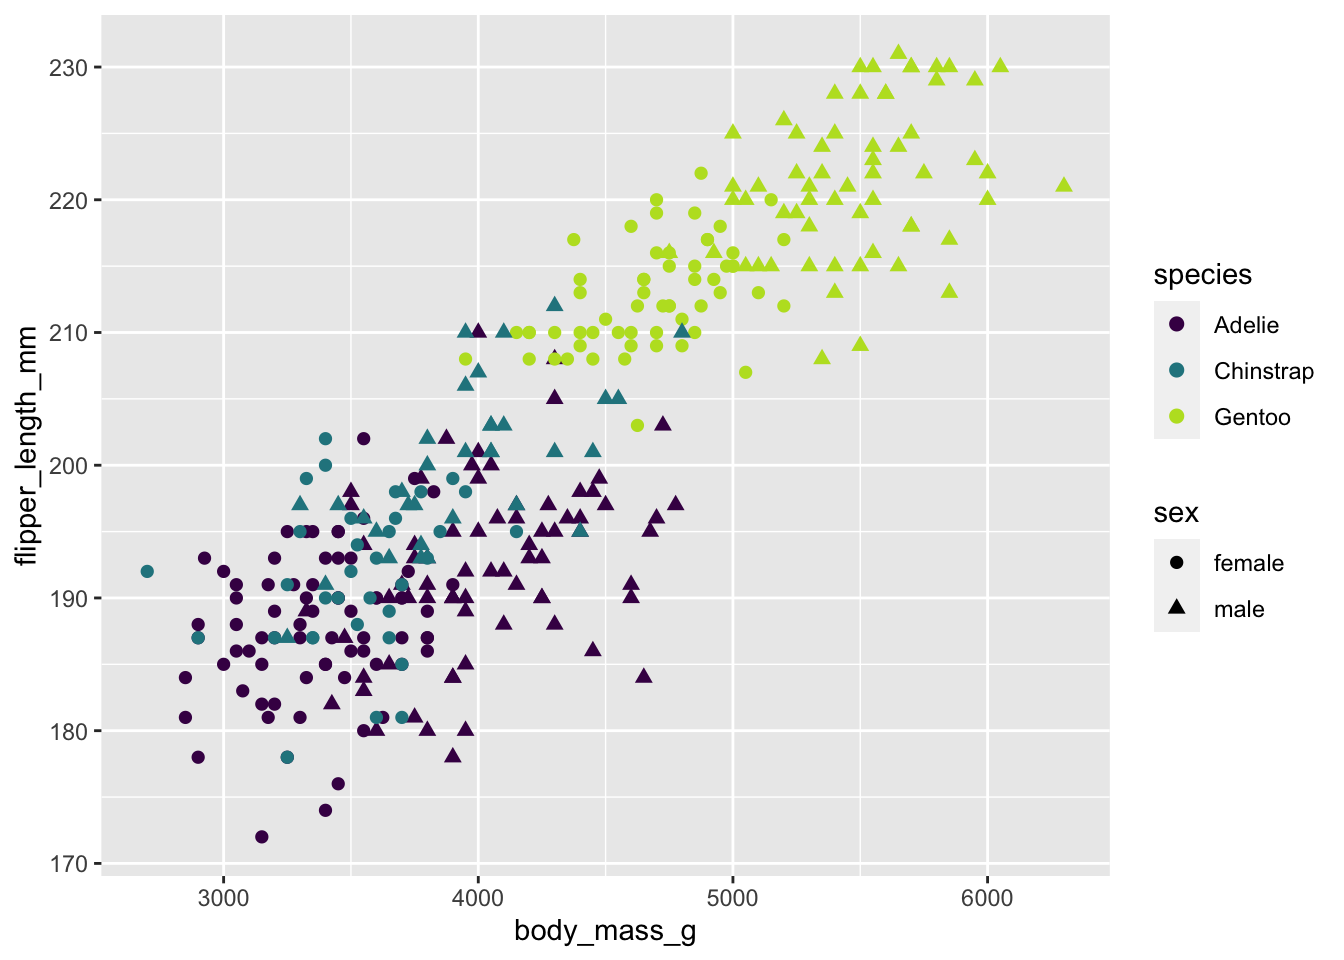 230
220
210
200
190
180
170
flipper_length_mm
3000 4000 5000 6000
body_mass_g
species
Adelie
Chinstrap
Gentoo
sex
female
male